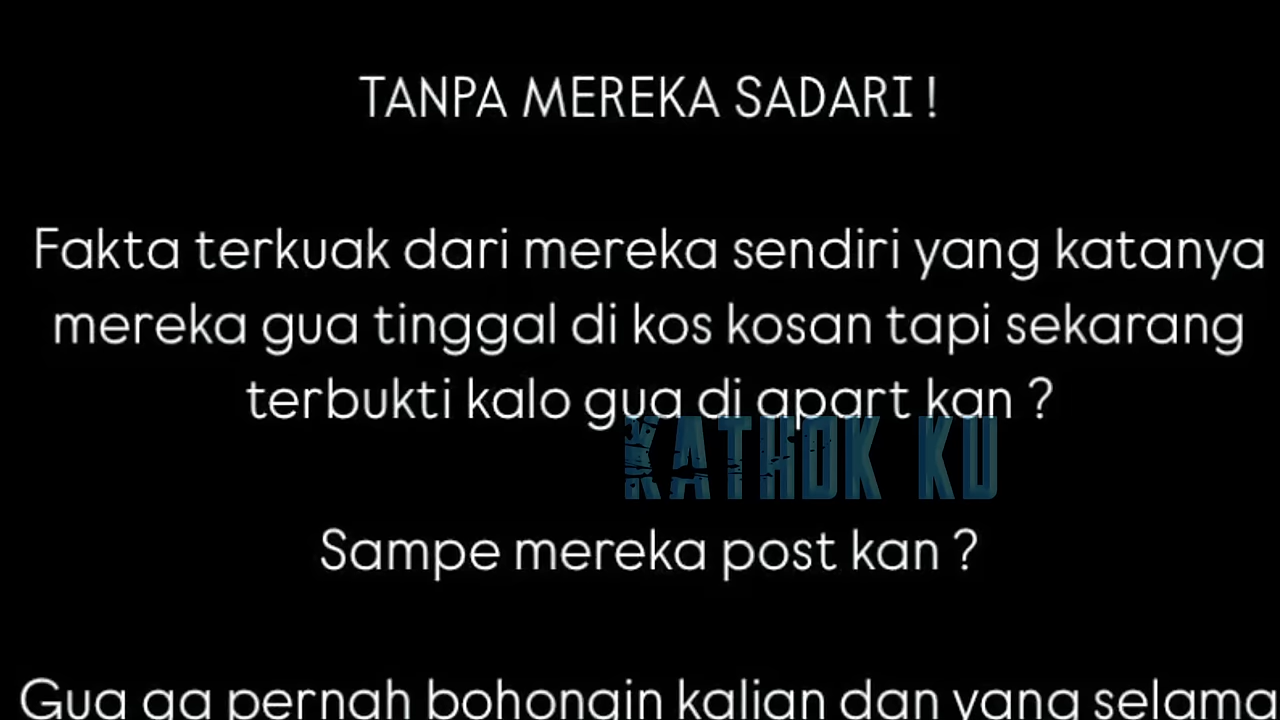 TANPA MEREKA SADARI !
Fakta terkuak dari mereka sendiri yang katanya
mereka gua tinggal di kos kosan tapi sekarang
terbukti kalo gua di apart kan ?
KATHOK KU
Sampe mereka post kan ?
Gua ga pernah bohongin kalian dan yang selama